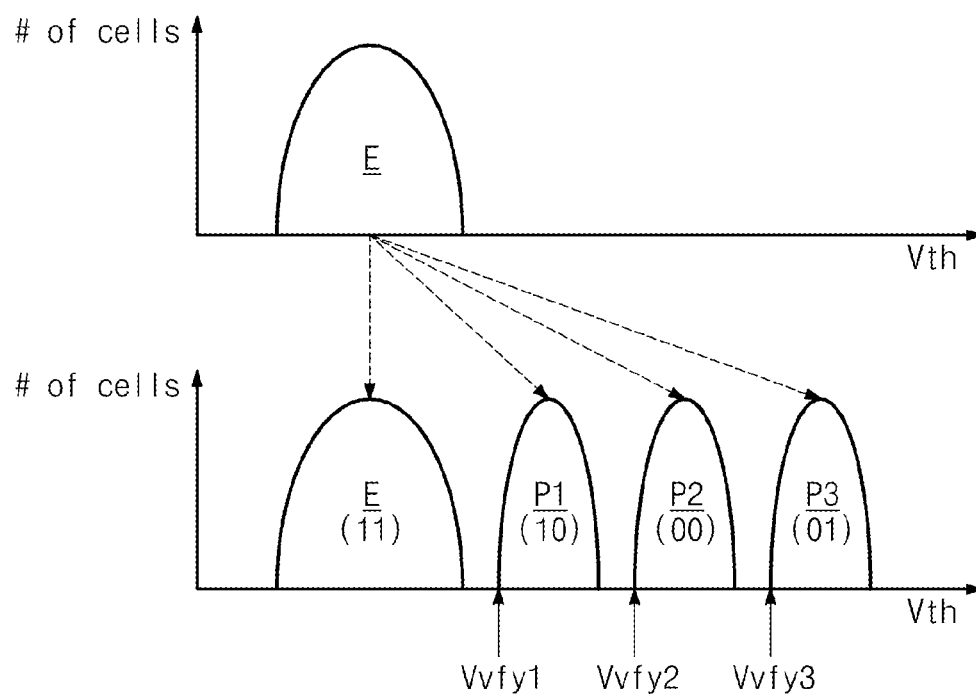 # of cells
E
Vth
# of cells
E P1 P2 P3
(11) (10) (00) (01)
Vth
Vvfy1 Vvfy2 Vvfy3